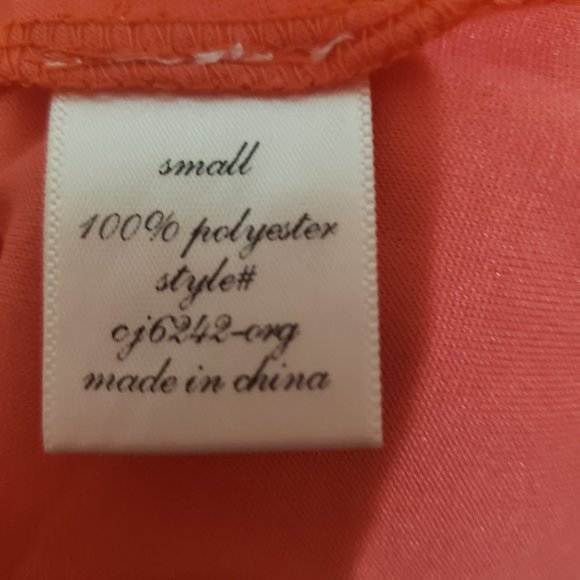 small
100% polyester
style#
cj6242-org
made in china